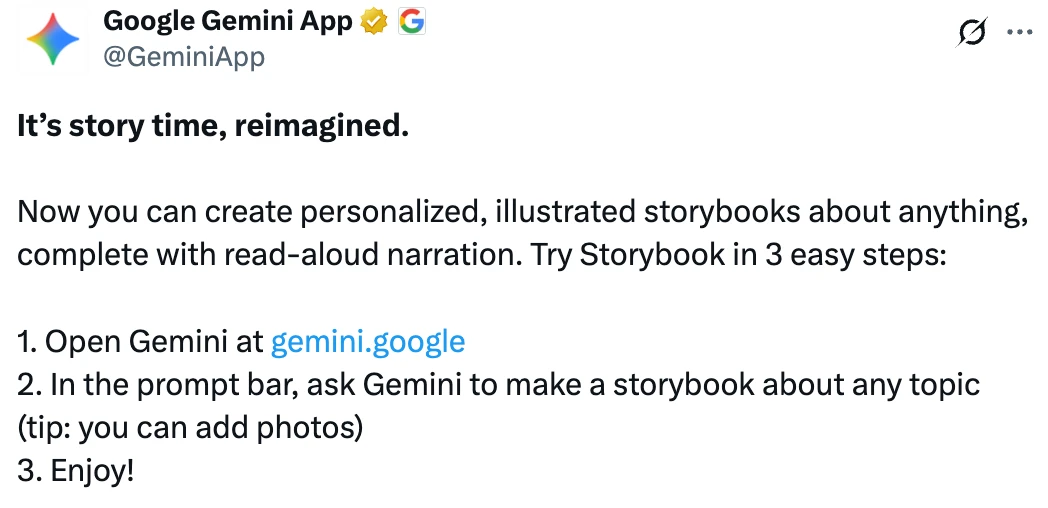 Google Gemini App
@GeminiApp
It’s story time, reimagined.
Now you can create personalized, illustrated storybooks about anything,
complete with read-aloud narration. Try Storybook in 3 easy steps:
1. Open Gemini at gemini.google
2. In the prompt bar, ask Gemini to make a storybook about any topic
(tip: you can add photos)
3. Enjoy!